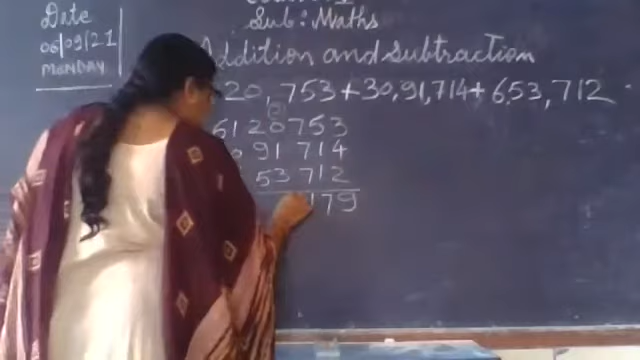 Date
06/09/21
MONDAY
Sub: Maths
Addition and Subtraction
20,753+30,91,714+6,53,712
6120753
91714
53712
179